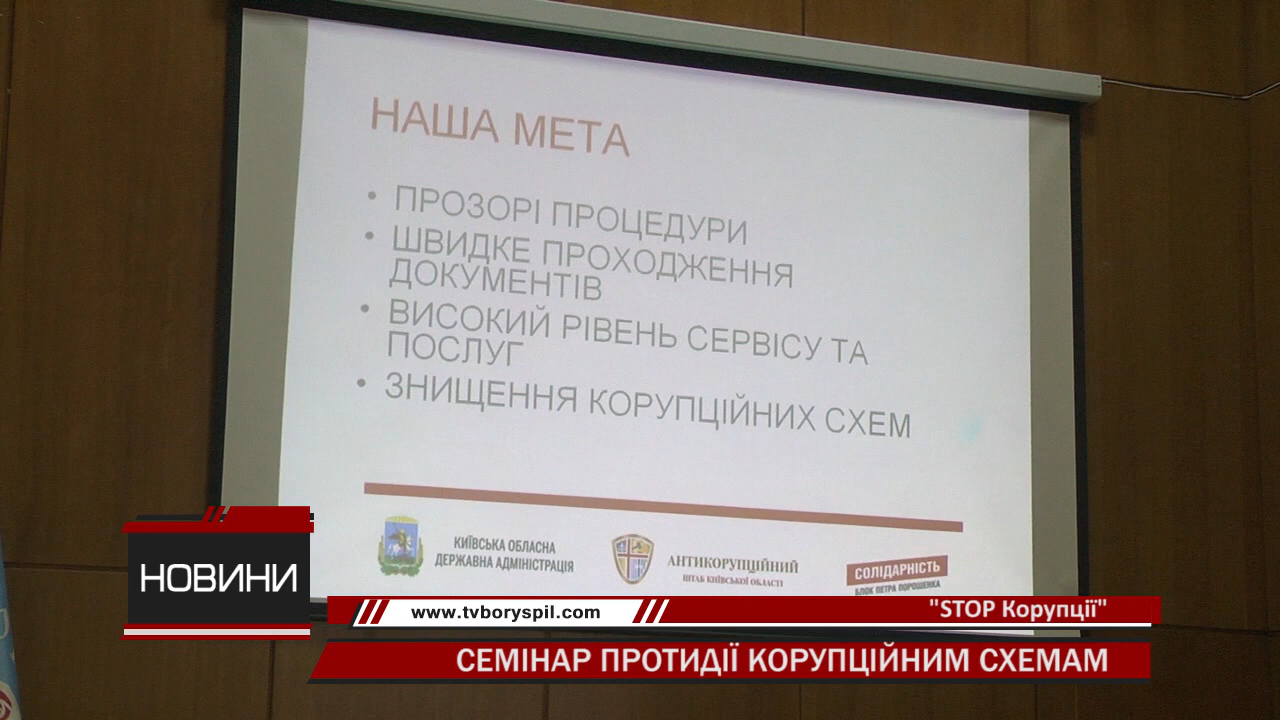 НАША МЕТА
• ПРОЗОРІ ПРОЦЕДУРИ
• ШВИДКЕ ПРОХОДЖЕННЯ
ДОКУМЕНТІВ
• ВИСОКИЙ РІВЕНЬ СЕРВІСУ ТА
ПОСЛУГ
• ЗНИЩЕННЯ КОРУПЦІЙНИХ СХЕМ
КИЇВСЬКА ОБЛАСНА
ДЕРЖАВНА АДМІНІСТРАЦІЯ
АНТИКОРУПЦІЙНИЙ
ШТАБ КИЇВСЬКОЇ ОБЛАСТІ
СОЛІДАРНІСТЬ
БЛОК ПЕТРА ПОРОШЕНКА
НОВИНИ
www.tvboryspil.com
"STOP Корупції"
СЕМІНАР ПРОТИДІЇ КОРУПЦІЙНИМ СХЕМАМ